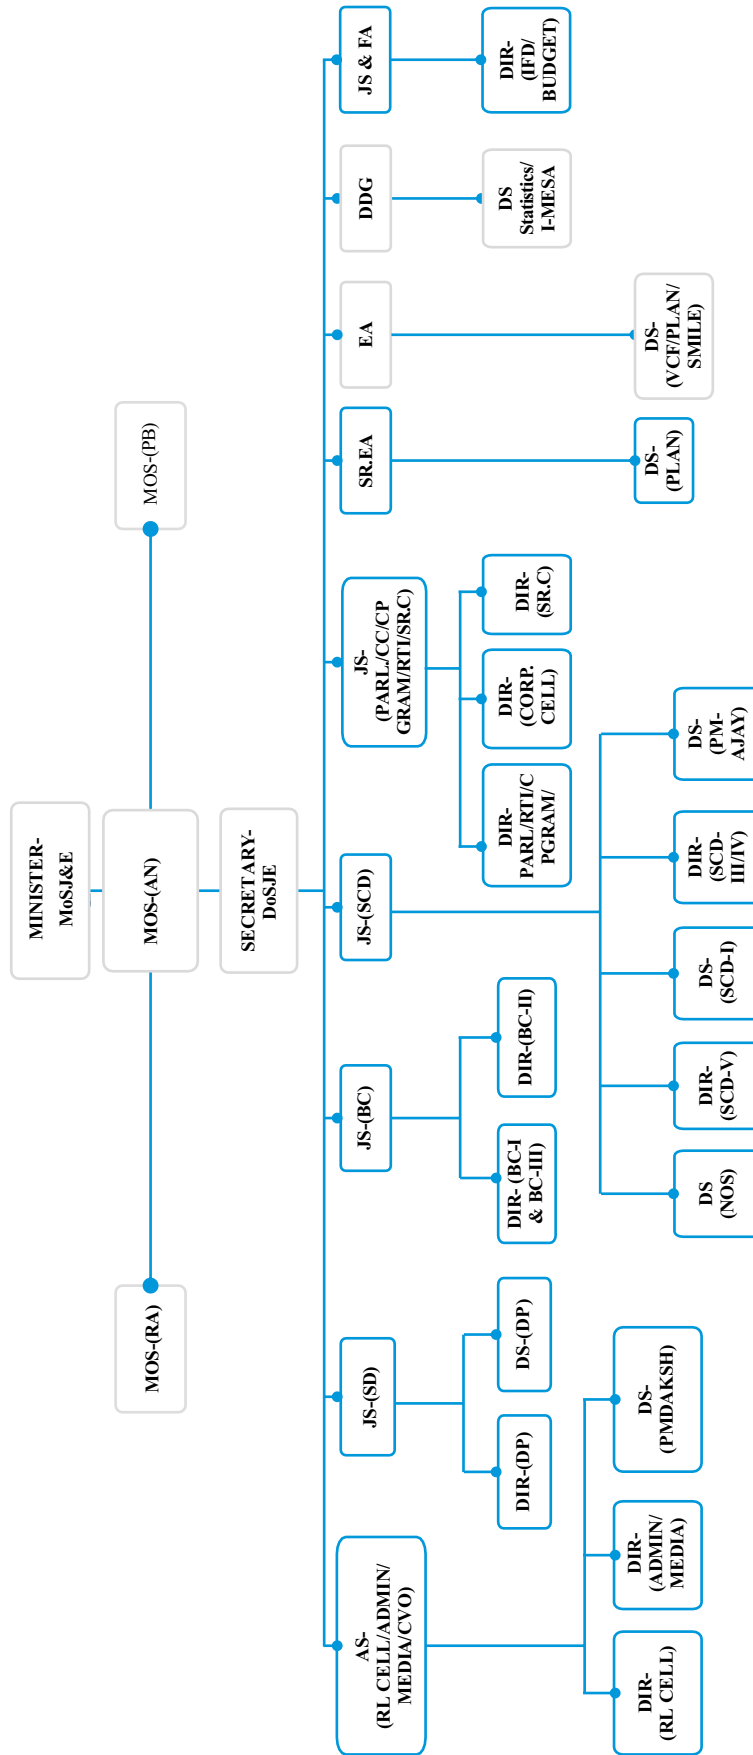 MINISTER-
MoSJ&E
MOS-(RA)
MOS-(AN)
MOS-(PB)
SECRETARY-
DoSJE
AS-
(RL CELL/ADMIN/
MEDIA/CVO)
JS-(SD)
JS-(BC)
JS-(SCD)
JS-
(PARL./CC/CP
GRAM/RTI/SR.C)
SR.EA
EA
DDG
JS & FA
DIR-(DP)
DS-(DP)
DIR- (BC-I
& BC-III)
DIR-(BC-II)
DIR-
PARL/RTI/C
PGRAM/
DIR-
(CORP.
CELL)
DIR-
(SR.C)
DS
Statistics/
I-MESA
DIR-
(IFD/
BUDGET)
DIR-
(RL CELL)
DIR-
(ADMIN/
MEDIA)
DS-
(PMDAKSH)
DS-
(PLAN)
DS-
(VCF/PLAN/
SMILE)
DS
(NOS)
DIR-
(SCD-V)
DS-
(SCD-I)
DIR-
(SCD-
III/IV)
DS-
(PM-
AJAY)